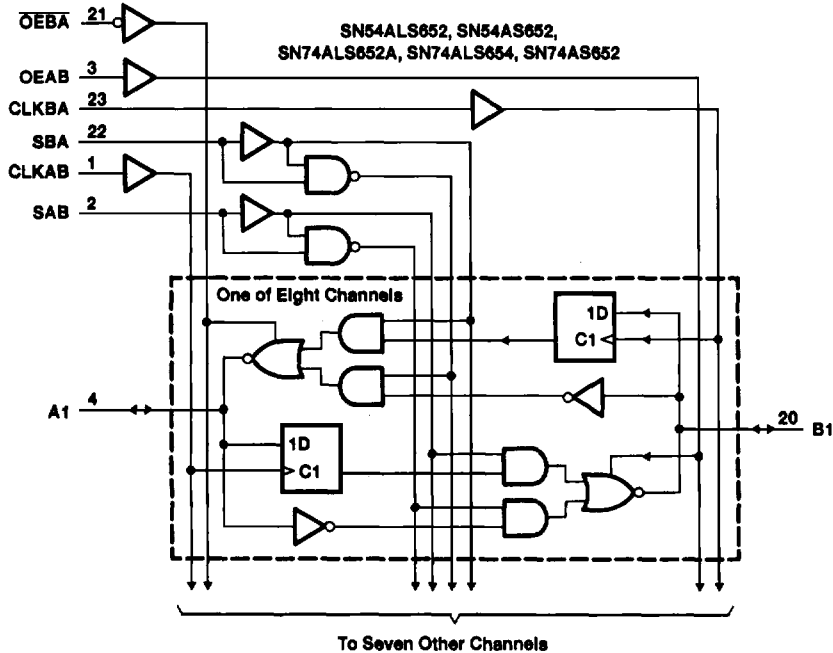 SN54ALS652, SN54AS652,
SN74ALS652A, SN74ALS654, SN74AS652
OEBA 21
OEAB 3
CLKBA 23
SBA 22
CLKAB 1
SAB 2
One of Eight Channels
1D
C1
A1 4
20 B1
1D
C1
To Seven Other Channels